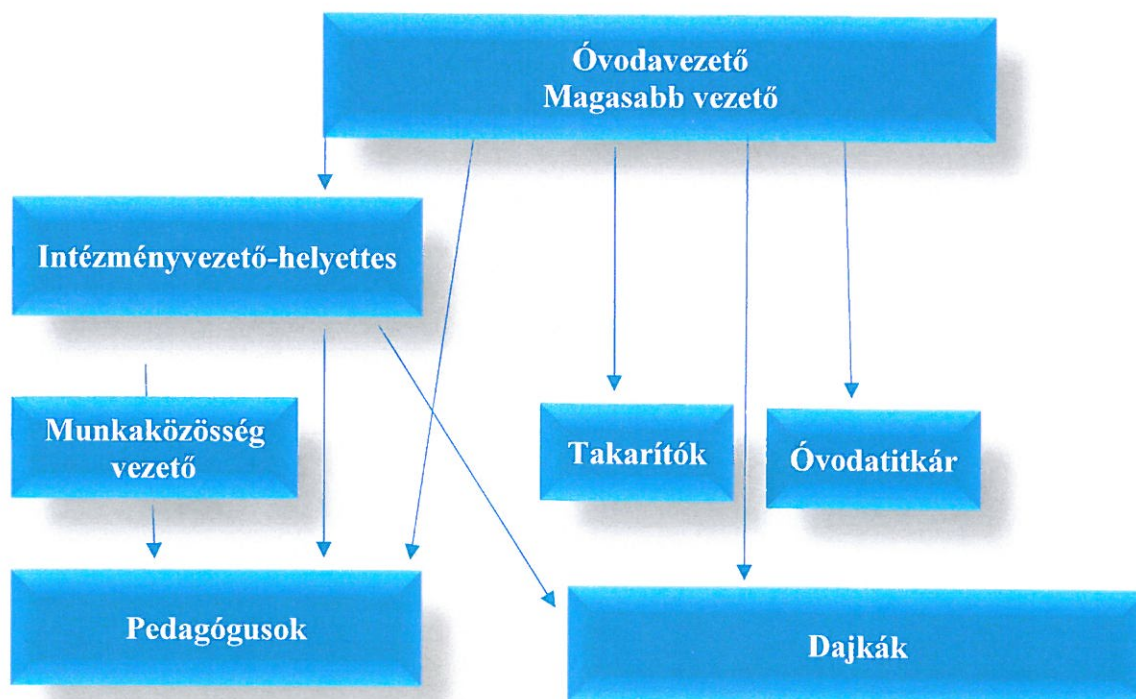 Óvodavezető
Magasabb vezető
Intézményvezető-helyettes
Munkaközösség
vezető
Takarítók
Óvodatitkár
Pedagógusok
Dajkák